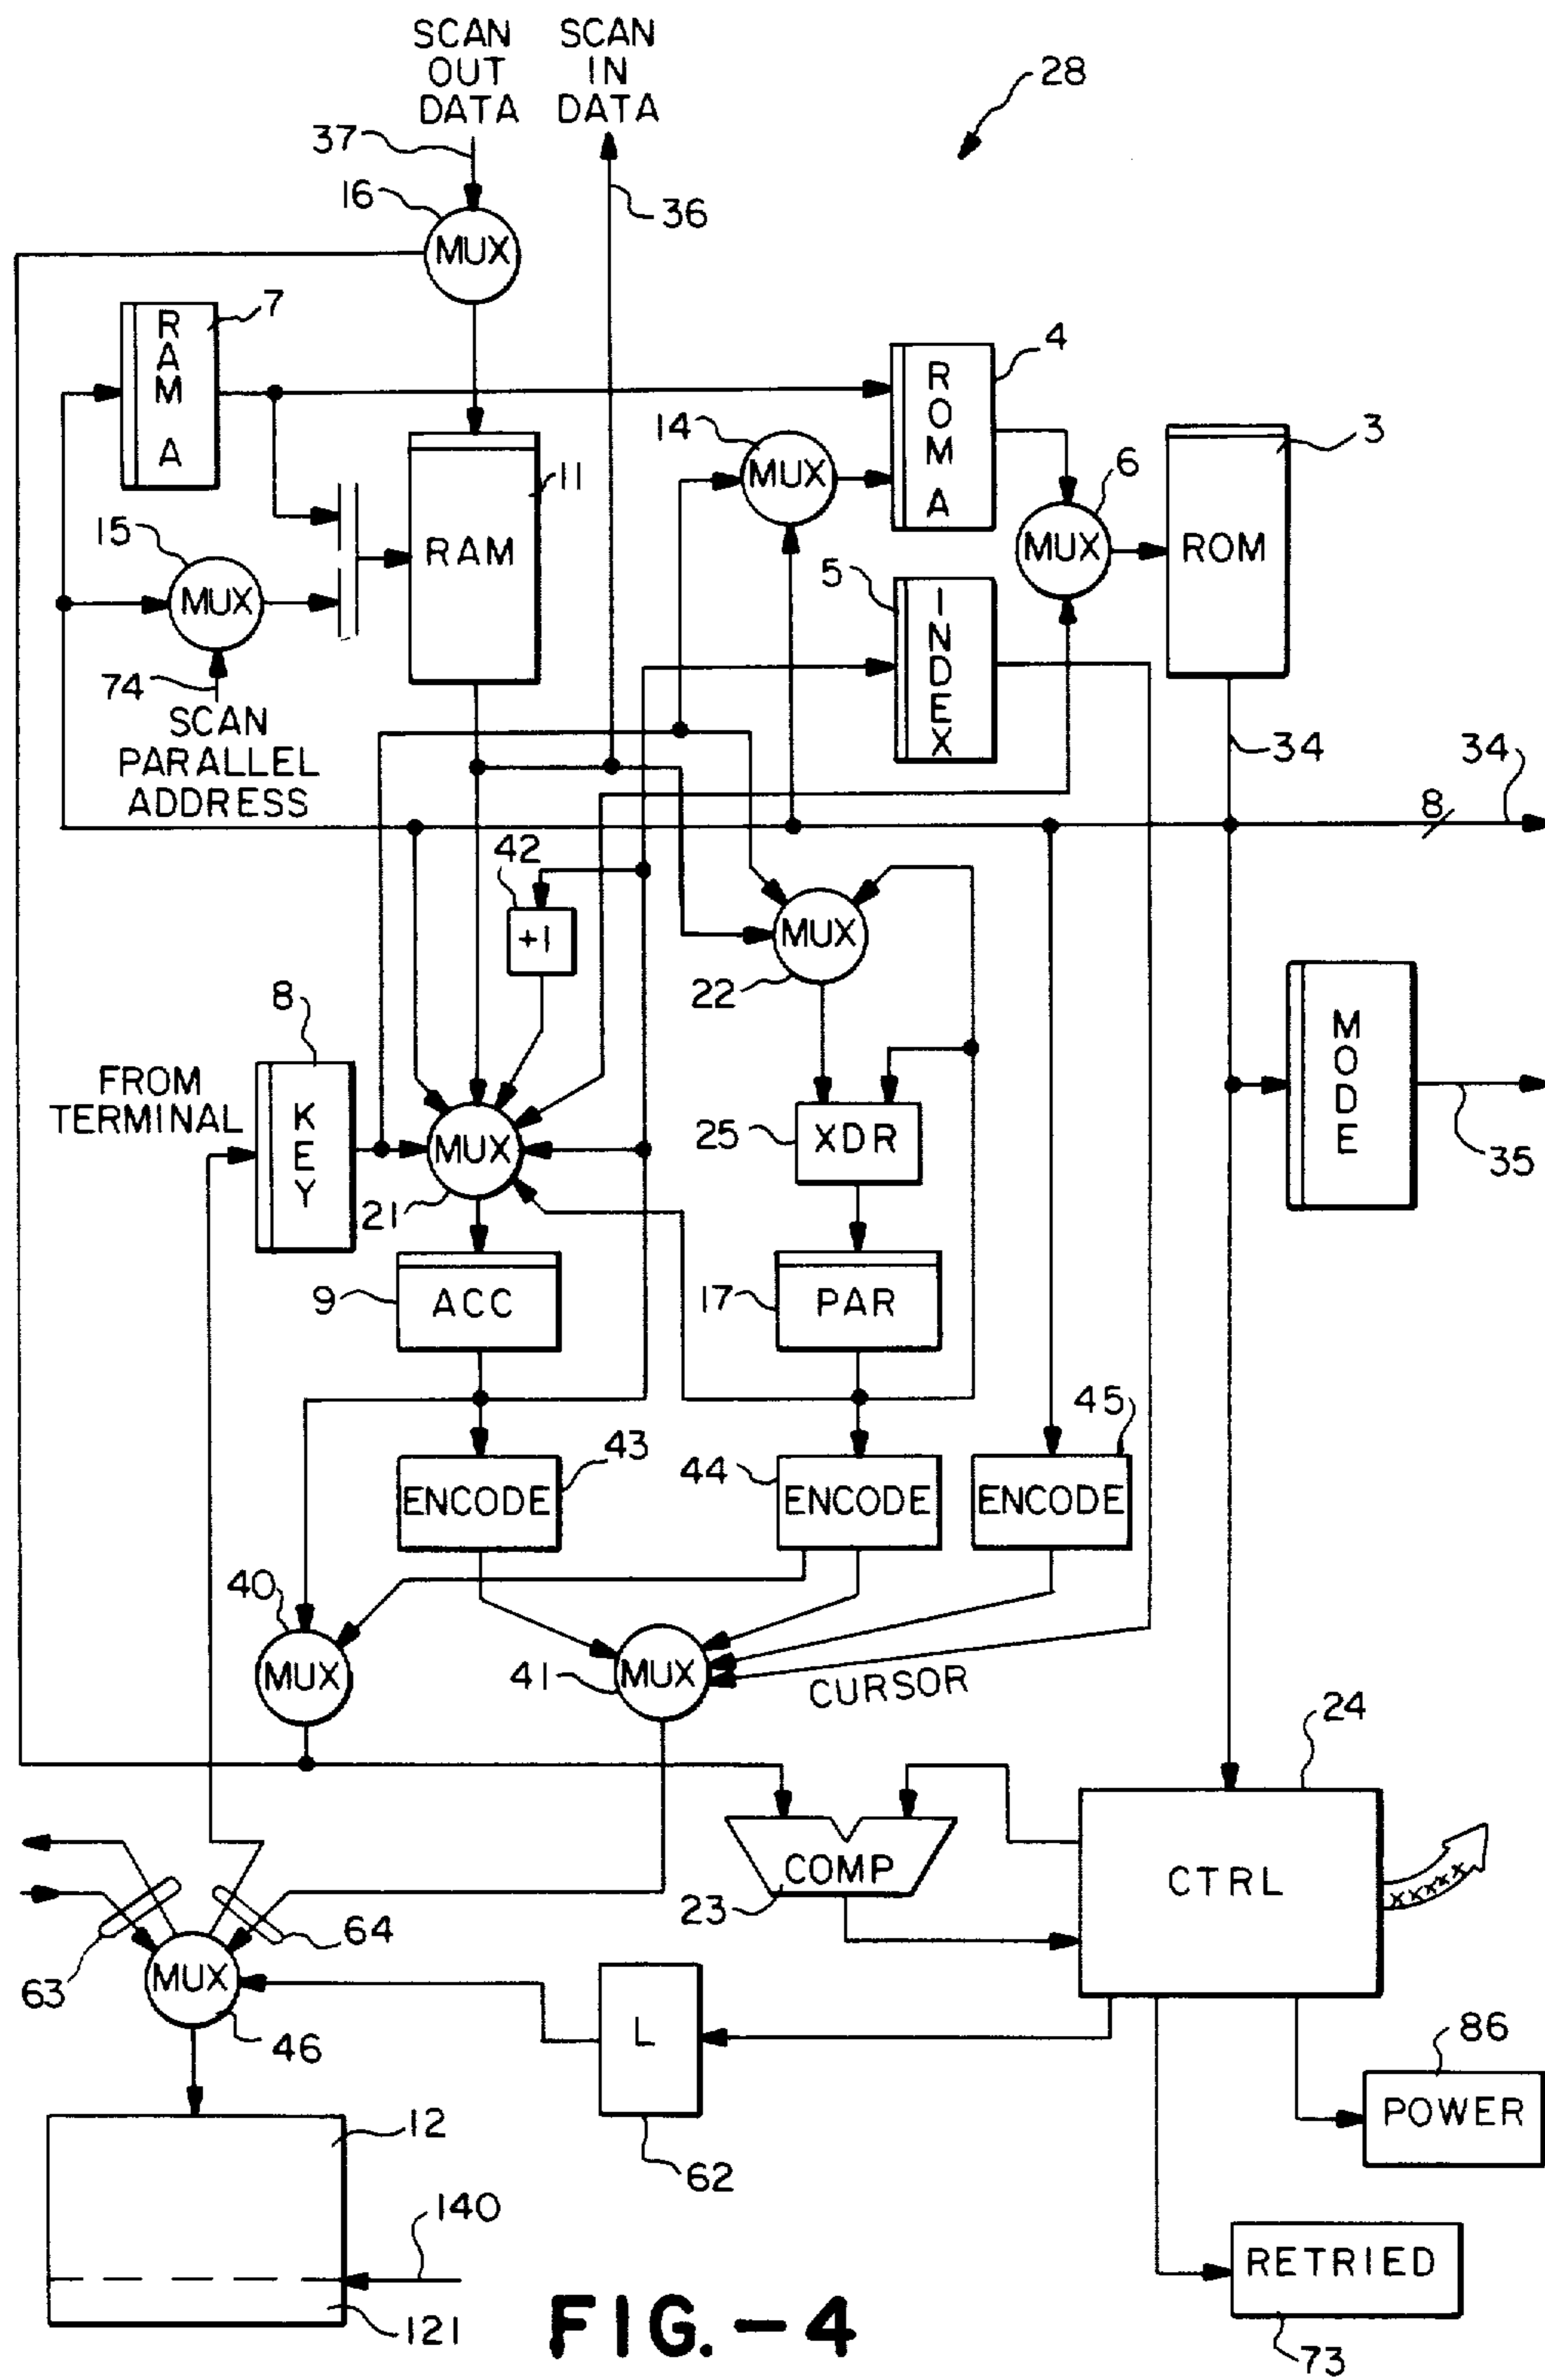 SCAN OUT DATA
SCAN IN DATA
28
37
16
MUX
36
7
RAM A
4
ROM A
14
MUX
11
RAM
3
6
MUX
ROM
15
MUX
5
INDEX
74
SCAN PARALLEL ADDRESS
34
34
8
42
+1
MUX
22
8
FROM TERMINAL
KEY
MUX
21
25
XDR
MODE
35
9
ACC
17
PAR
43
ENCODE
44
ENCODE
45
ENCODE
40
MUX
41
MUX
CURSOR
24
CTRL
xxxxx
COMP
23
63
64
MUX
46
L
62
86
POWER
12
140
121
RETRIED
73
FIG.-4